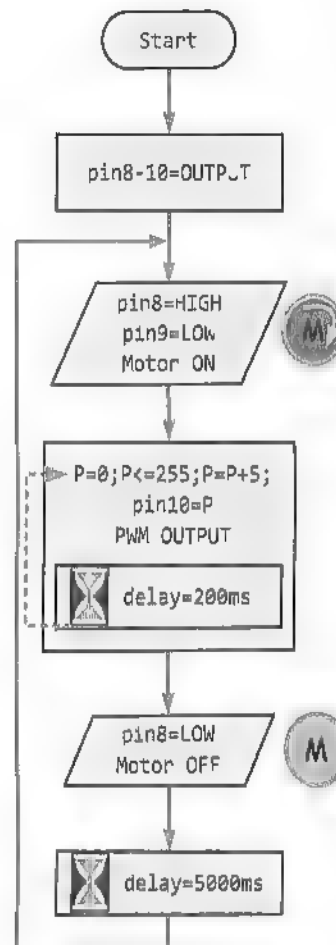 Start
pin8-10=OUTPUT
pin8=HIGH
pin9=LOW
Motor ON
M
P=0;P<=255;P=P+5;
pin10=P
PWM OUTPUT
delay=200ms
pin8=LOW
Motor OFF
M
delay=5000ms